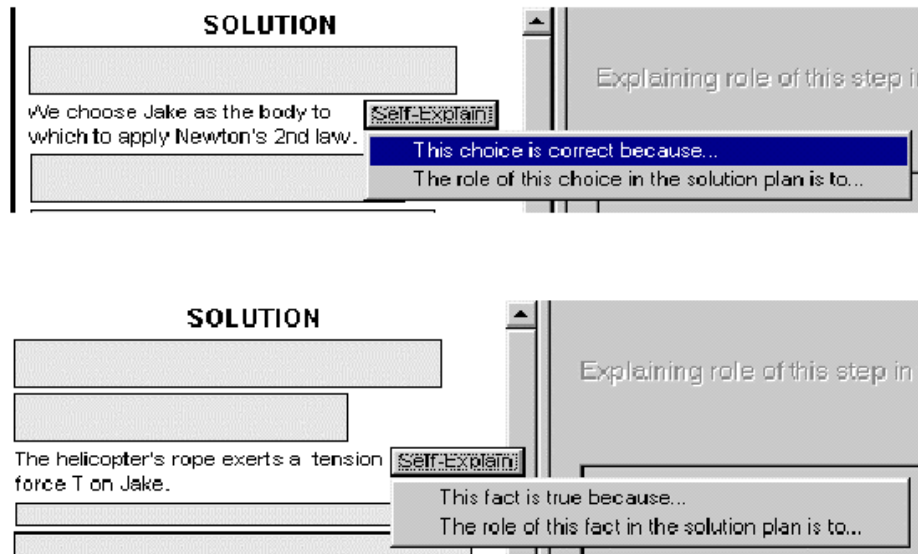 SOLUTION
Explaining role of this step i
We choose Jake as the body to
which to apply Newton's 2nd law.
Self-Explain
This choice is correct because...
The role of this choice in the solution plan is to...
SOLUTION
Explaining role of this step in
The helicopter's rope exerts a tension
force T on Jake.
Self-Explain
This fact is true because...
The role of this fact in the solution plan is to...